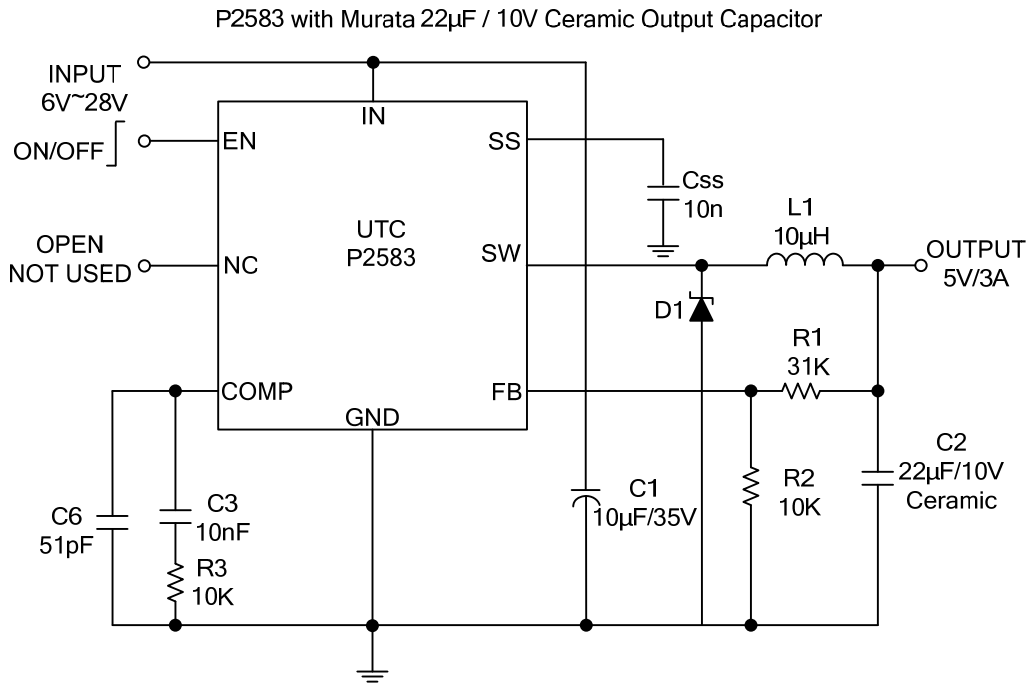 P2583 with Murata 22µF / 10V Ceramic Output Capacitor
INPUT
6V~28V
IN
ON/OFF
EN
SS
Css
10n
UTC
P2583
OPEN
NOT USED
NC
SW
L1
10µH
OUTPUT
5V/3A
D1
R1
31K
COMP
FB
GND
C2
22µF/10V
Ceramic
R2
10K
C1
10µF/35V
C3
10nF
C6
51pF
R3
10K